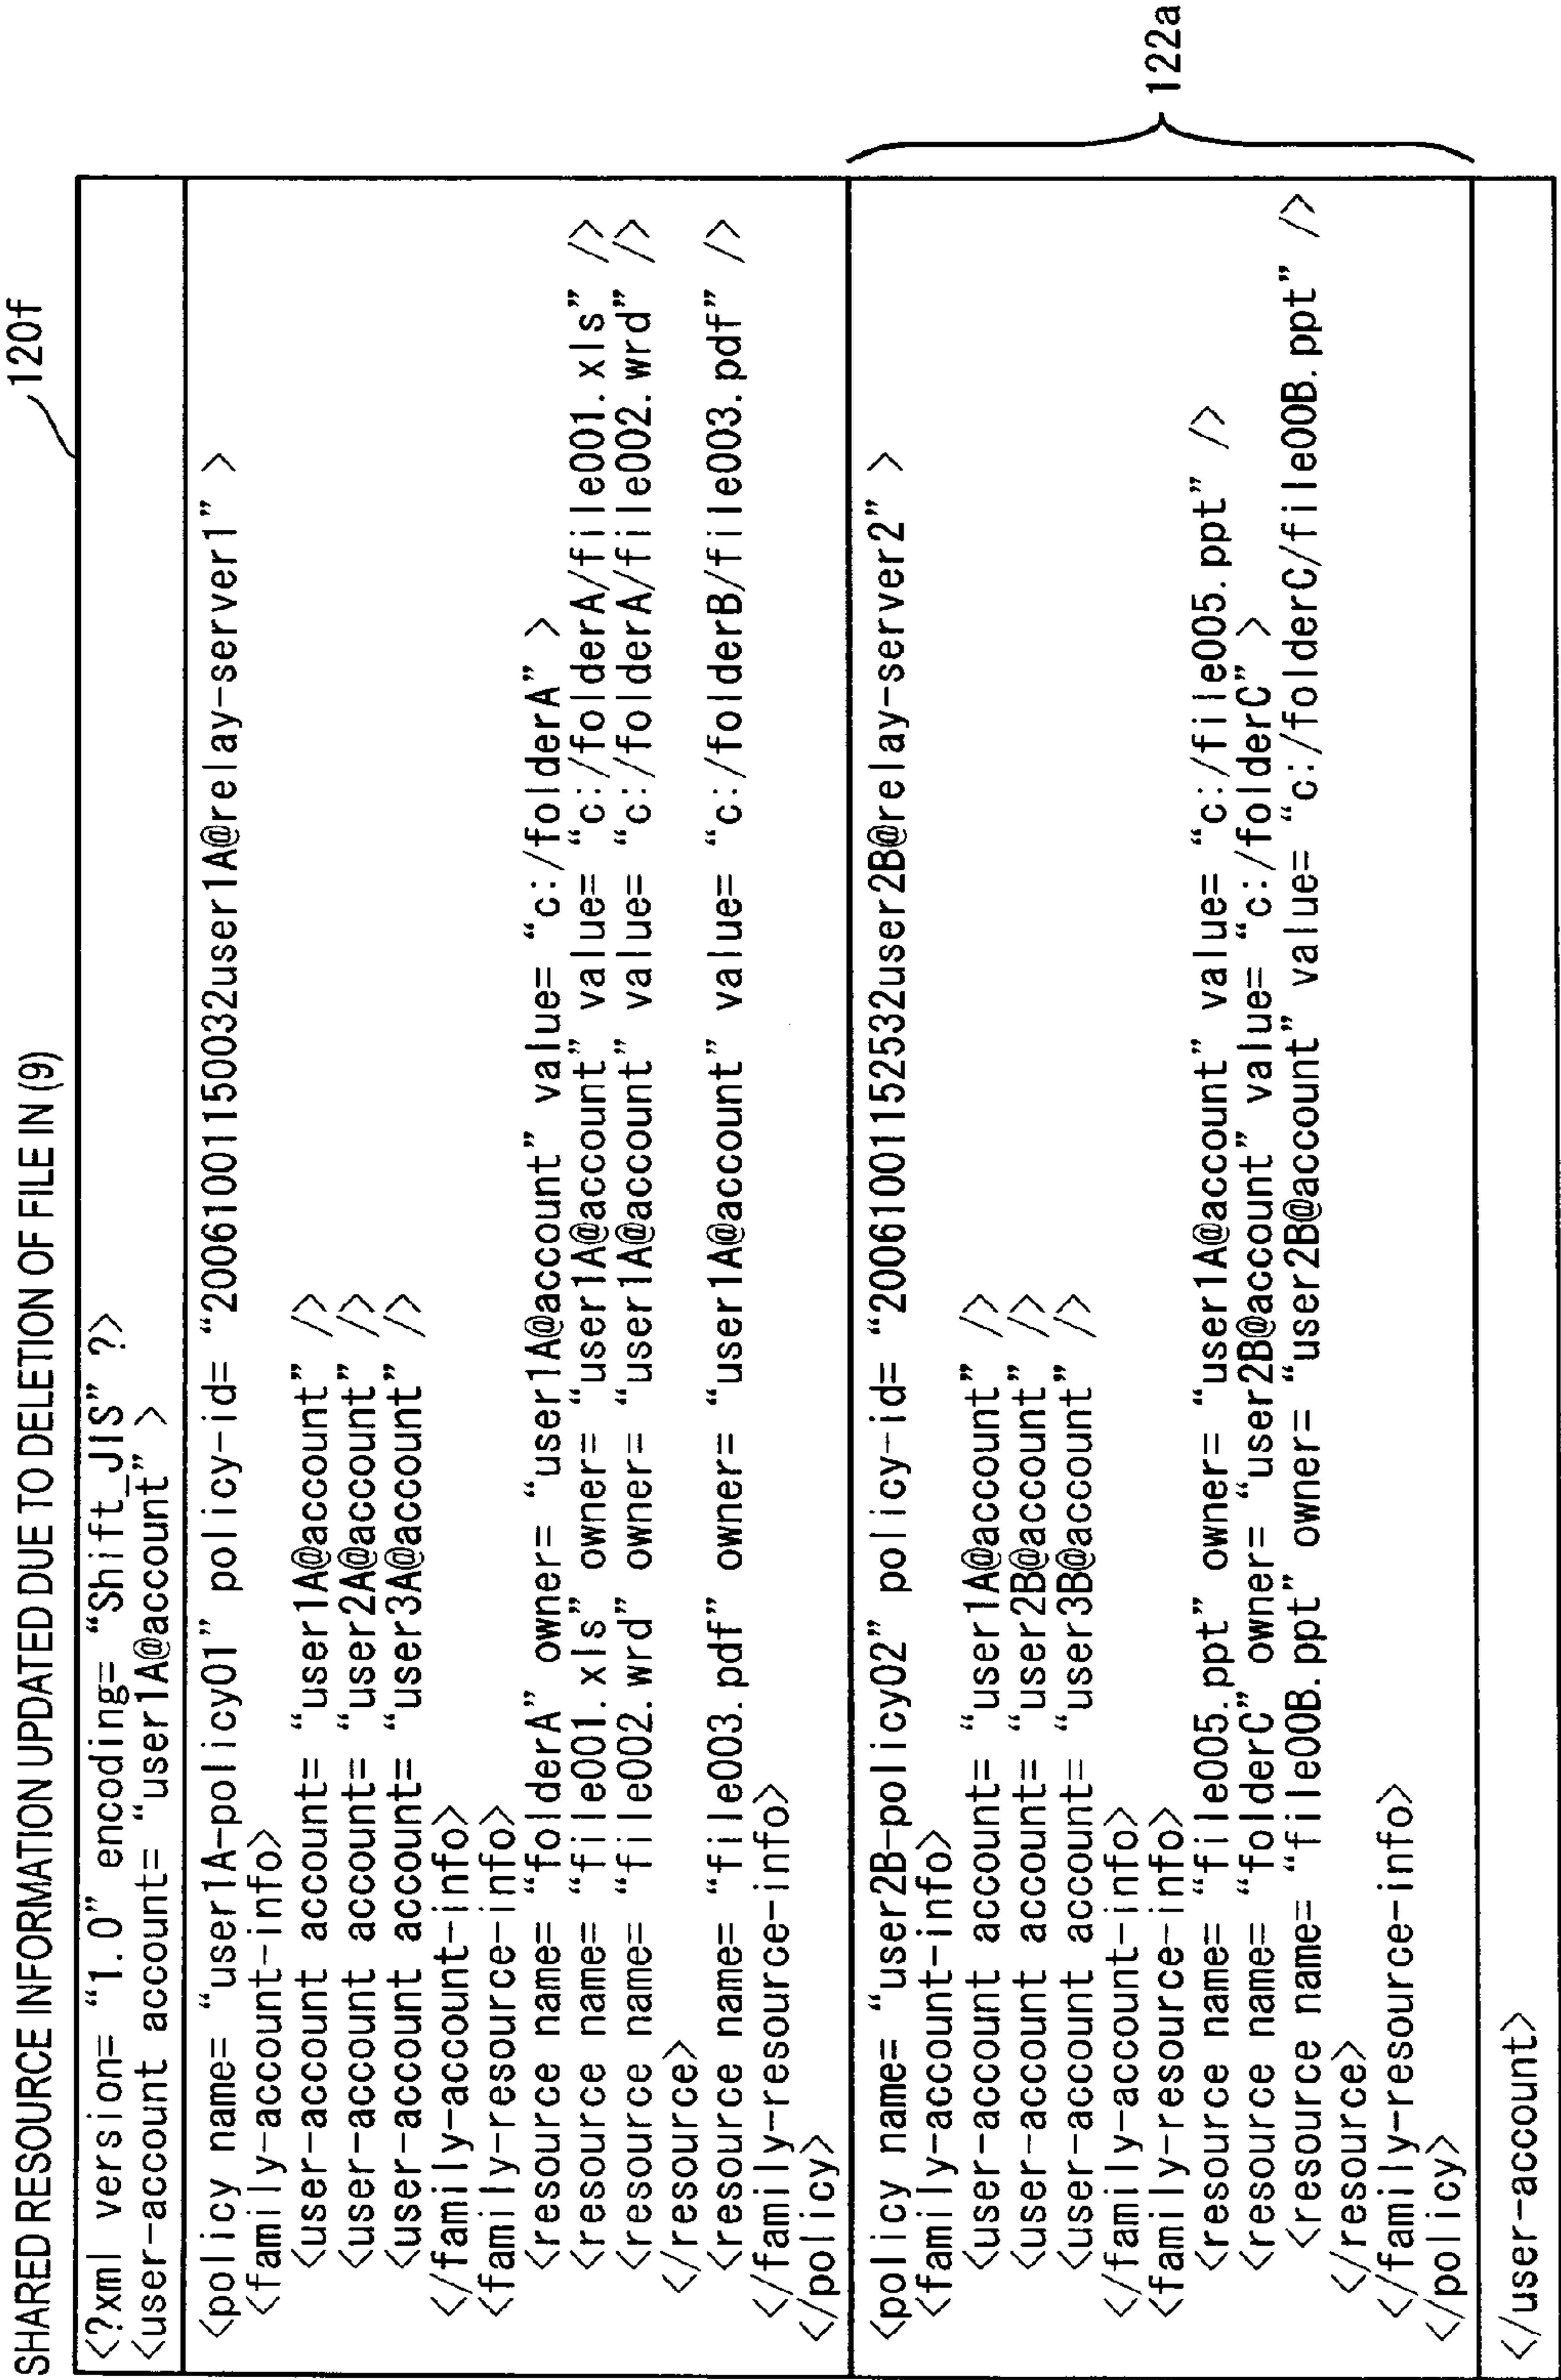 SHARED RESOURCE INFORMATION UPDATED DUE TO DELETION OF FILE IN (9)
120f
<?xml version= “1.0” encoding= “Shift_JIS” ?>
<user-account account= “user1A@account” >
<policy name= “user1A-policy01” policy-id= “20061001150032user1A@relay-server1” >
<family-account-info>
<user-account account= “user1A@account” />
<user-account account= “user2A@account” />
<user-account account= “user3A@account” />
</family-account-info>
<family-resource-info>
<resource name= “folderA” owner= “user1A@account” value= “c:/folderA” >
<resource name= “file001.xls” owner= “user1A@account” value= “c:/folderA/file001.xls” />
<resource name= “file002.wrd” owner= “user1A@account” value= “c:/folderA/file002.wrd” />
</resource>
<resource name= “file003.pdf” owner= “user1A@account” value= “c:/folderB/file003.pdf” />
</family-resource-info>
</policy>
<policy name= “user2B-policy02” policy-id= “20061001152532user2B@relay-server2” >
<family-account-info>
<user-account account= “user1A@account” />
<user-account account= “user2B@account” />
<user-account account= “user3B@account” />
</family-account-info>
<family-resource-info>
<resource name= “file005.ppt” owner= “user1A@account” value= “c:/file005.ppt” />
<resource name= “folderC” owner= “user2B@account” value= “c:/folderC” >
<resource name= “file00B.ppt” owner= “user2B@account” value= “c:/folderC/file00B.ppt” />
</resource>
</family-resource-info>
</policy>
122a
</user-account>